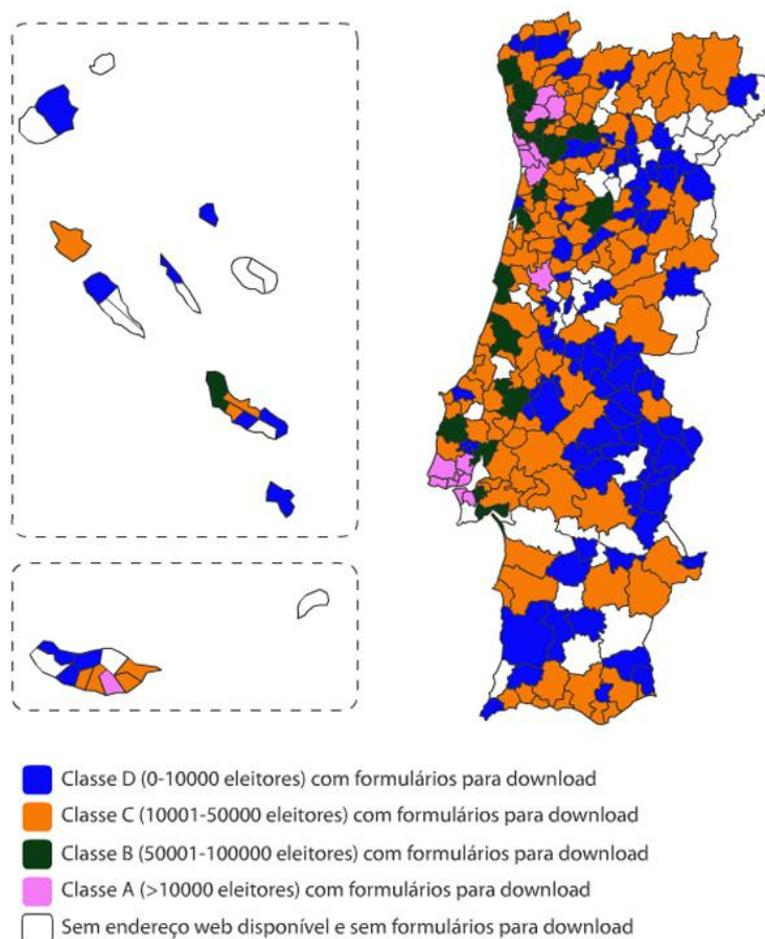 Classe D (0-10000 eleitores) com formulários para download
Classe C (10001-50000 eleitores) com formulários para download
Classe B (50001-100000 eleitores) com formulários para download
Classe A (>10000 eleitores) com formulários para download
Sem endereço web disponível e sem formulários para download